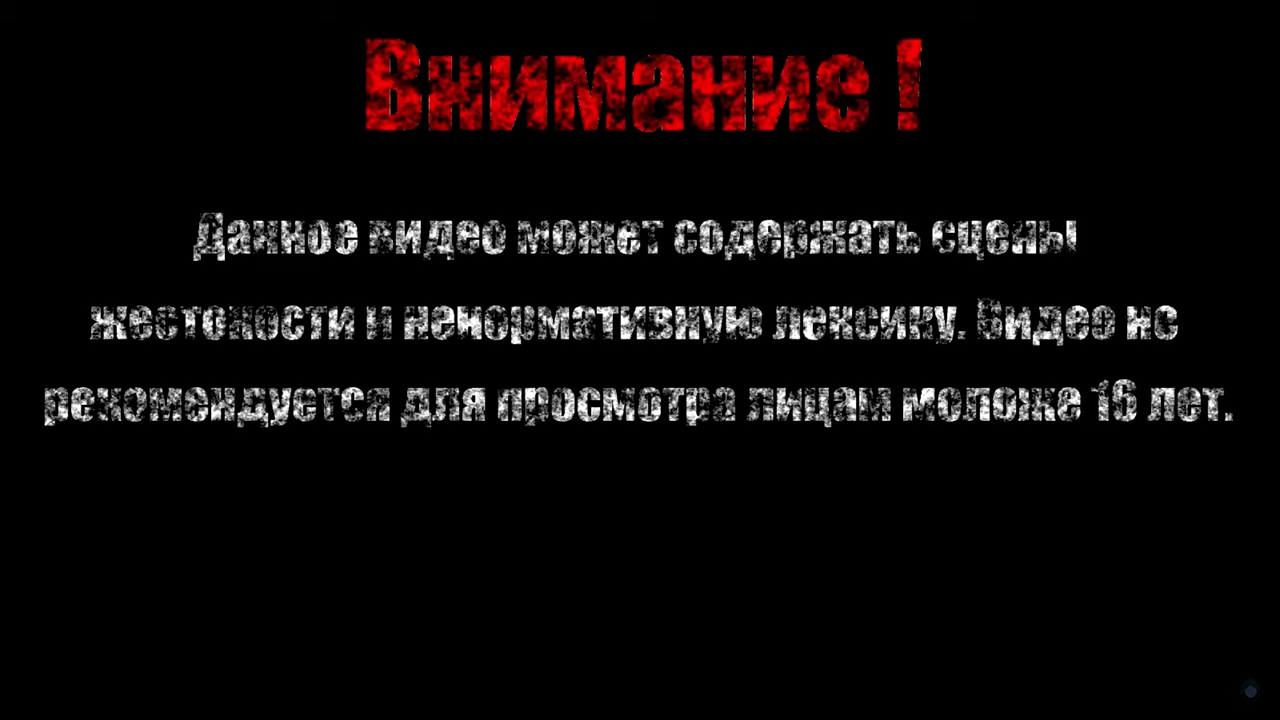 Внимание !
Данное видео может содержать сцены
жестокости и ненормативную лексику. Видео не
рекомендуется для просмотра лицам моложе 16 лет.